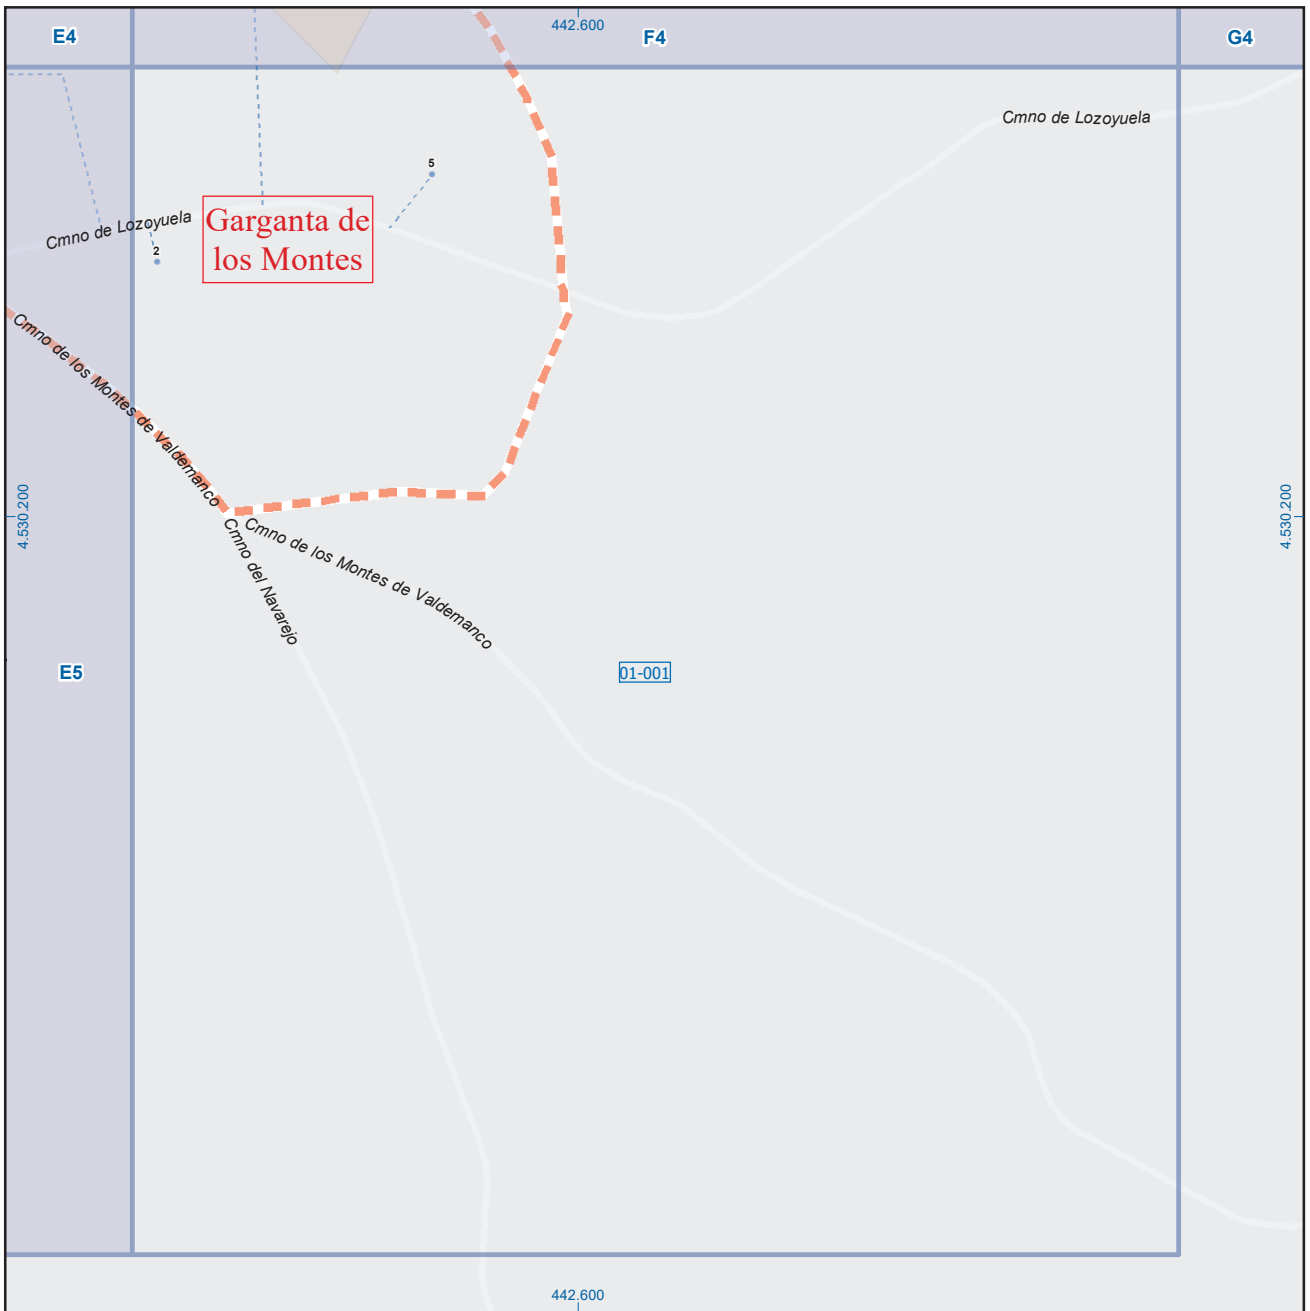 442.600
E4
F4
G4
Cmno de Lozoyuela
5
Cmno de Lozoyuela
Garganta de
los Montes
2
Cmno de los Montes de Valdemanco
4.530.200
4.530.200
Cmno de los Montes de Valdemanco
Cmno del Navarejo
E5
01-001
442.600